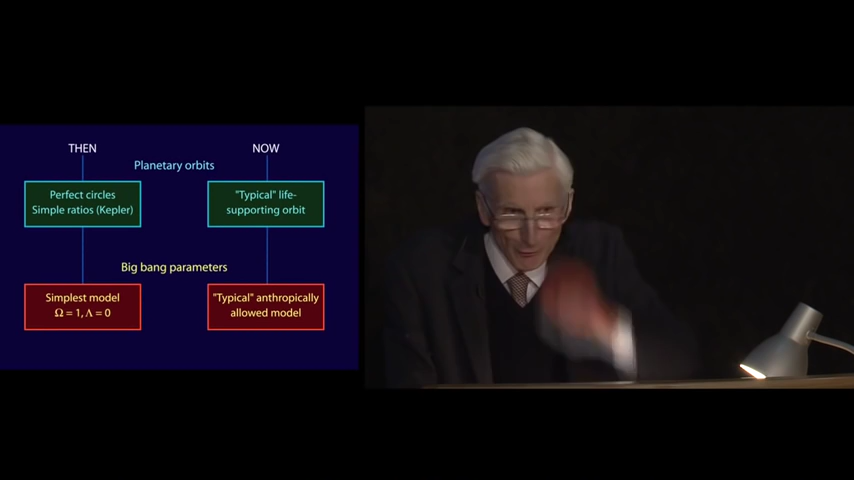 THEN
NOW
Planetary orbits
Perfect circles
Simple ratios (Kepler)
"Typical" life-
supporting orbit
Big bang parameters
Simplest model
Ω = 1, Λ = 0
"Typical" anthropically
allowed model